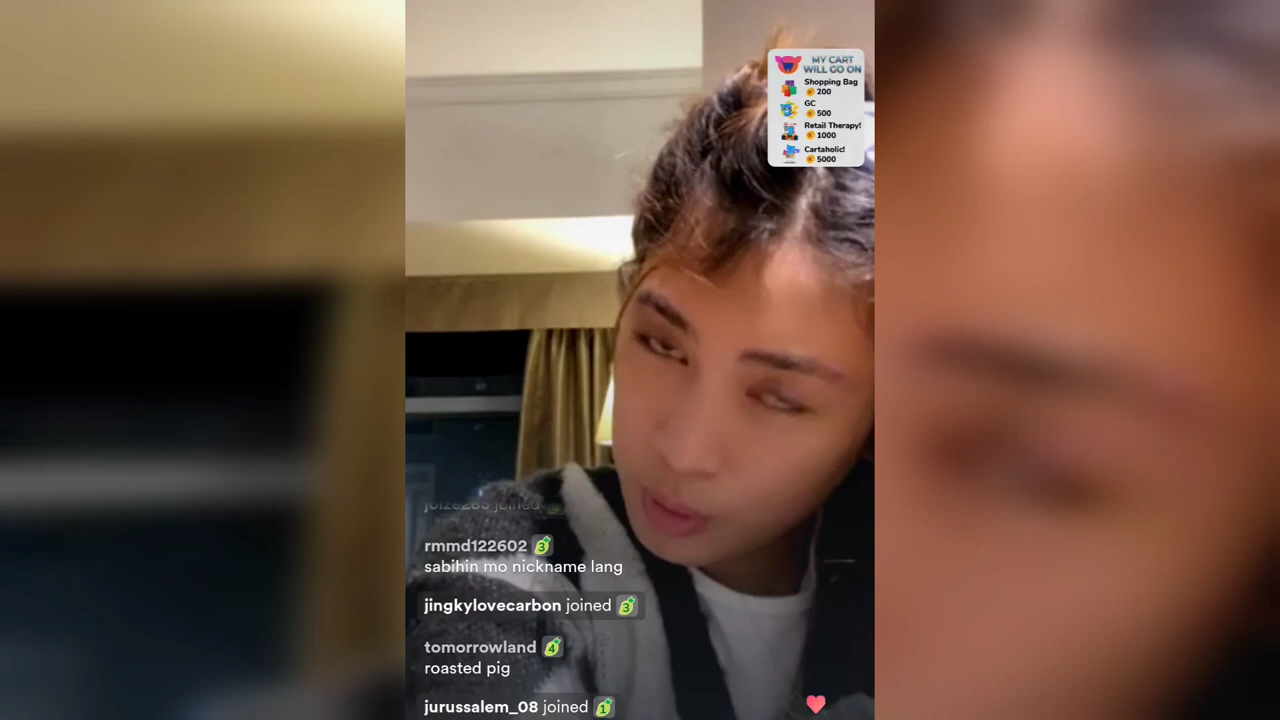 MY CART
WILL GO ON
Shopping Bag
200
GC
500
Retail Therapy!
1000
Cartaholic!
5000
joined
rmmd122602 3
sabihin mo nickname lang
jingkylovecarbon joined 3
tomorrowland 4
roasted pig
jurussalem_08 joined 1